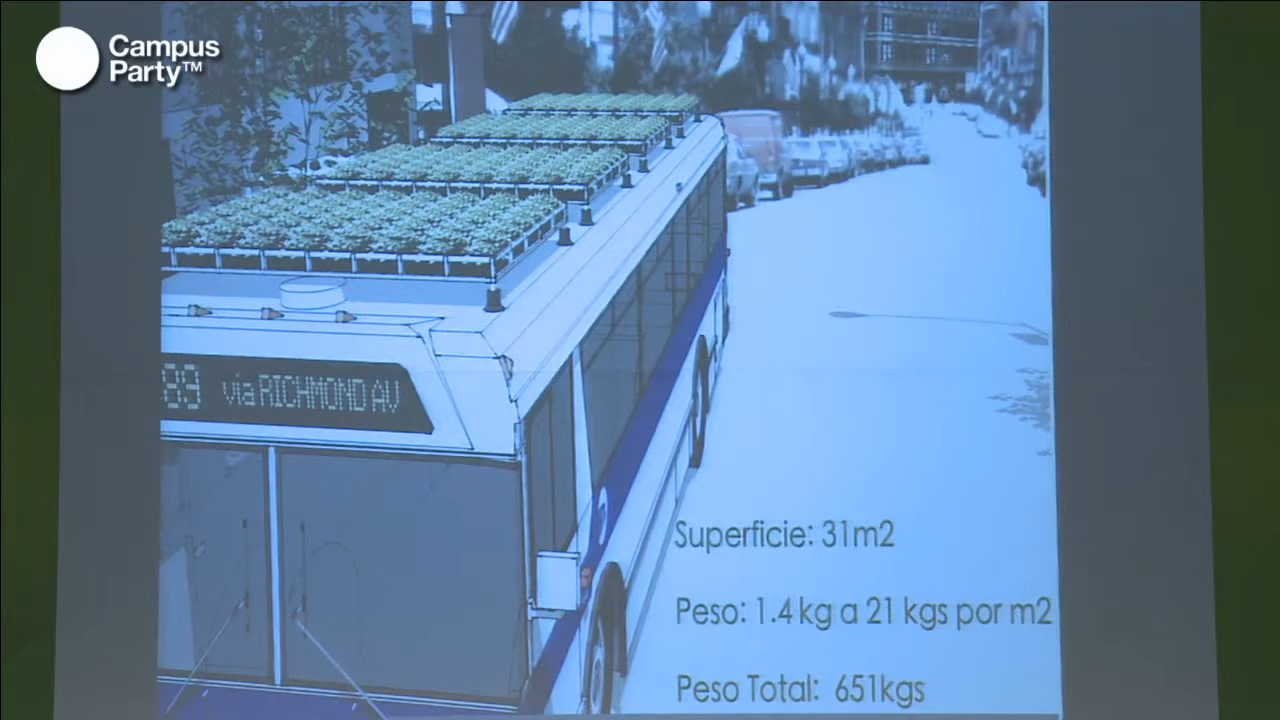 Campus
Party™
89 via RICHMOND AV
Superficie: 31m2
Peso: 1.4 kg a 21 kgs por m2
Peso Total: 651kgs